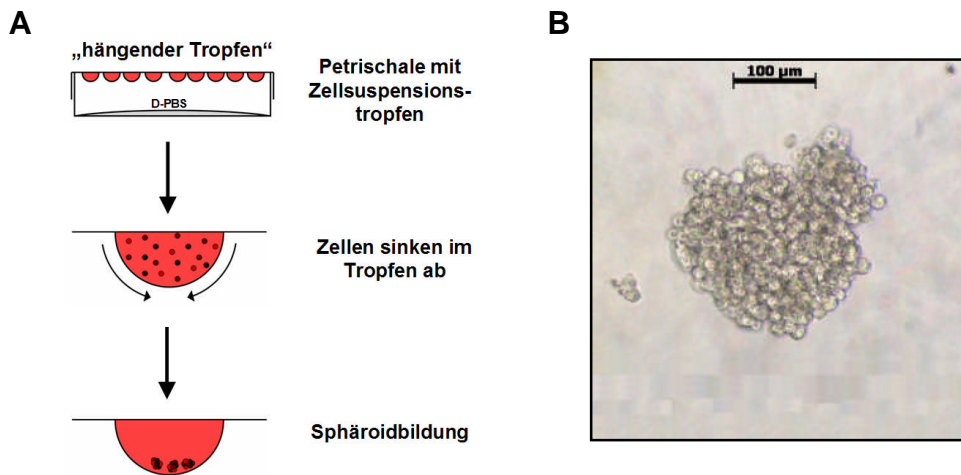 A
„hängender Tropfen“
D-PBS
Petrischale mit
Zellsuspensions-
tropfen
Zellen sinken im
Tropfen ab
Sphäroidbildung
B
100 µm